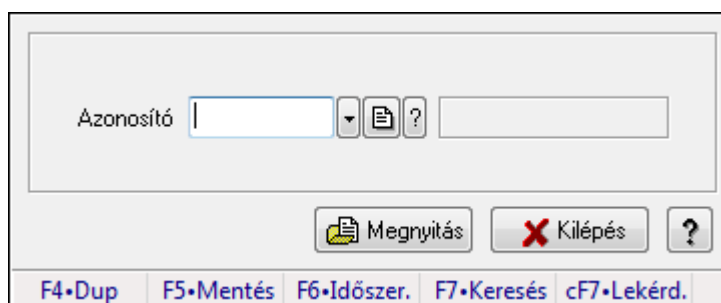 Azonosító ?
Megnyitás Kilépés ?
F4•Dup F5•Mentés F6•Időszer. F7•Keresés cF7•Lekérd.